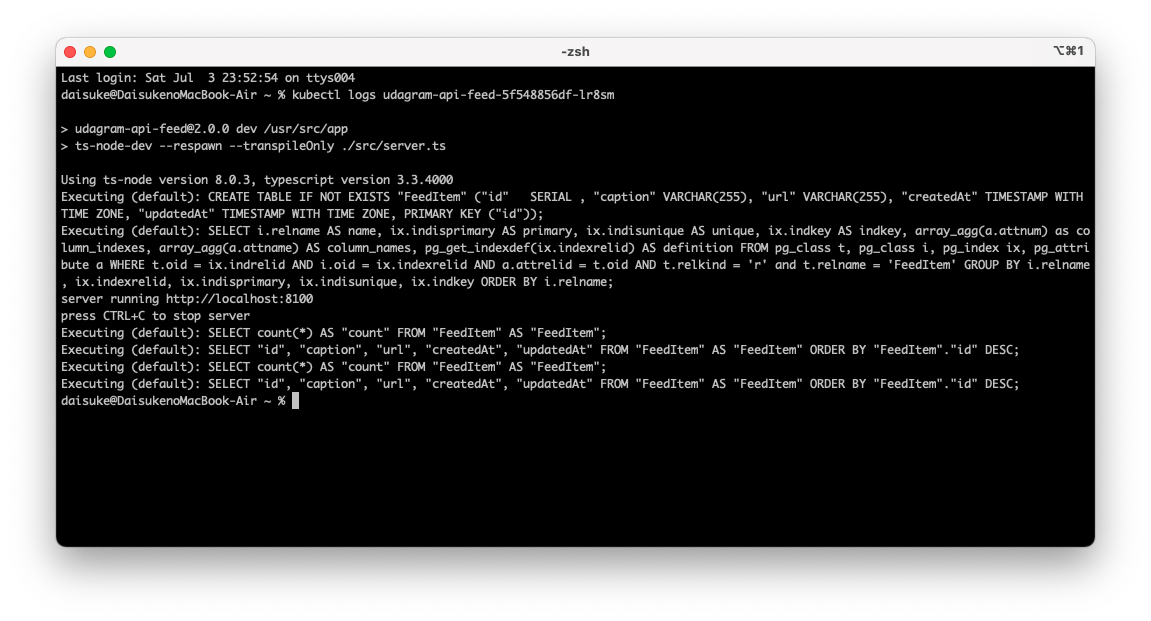 -zsh
⌥⌘1
Last login: Sat Jul  3 23:52:54 on ttys004
daisuke@DaisukenoMacBook-Air ~ % kubectl logs udagram-api-feed-5f548856df-lr8sm
> udagram-api-feed@2.0.0 dev /usr/src/app
> ts-node-dev --respawn --transpileOnly ./src/server.ts
Using ts-node version 8.0.3, typescript version 3.3.4000
Executing (default): CREATE TABLE IF NOT EXISTS "FeedItem" ("id"   SERIAL , "caption" VARCHAR(255), "url" VARCHAR(255), "createdAt" TIMESTAMP WITH
TIME ZONE, "updatedAt" TIMESTAMP WITH TIME ZONE, PRIMARY KEY ("id"));
Executing (default): SELECT i.relname AS name, ix.indisprimary AS primary, ix.indisunique AS unique, ix.indkey AS indkey, array_agg(a.attnum) as co
lumn_indexes, array_agg(a.attname) AS column_names, pg_get_indexdef(ix.indexrelid) AS definition FROM pg_class t, pg_class i, pg_index ix, pg_attri
bute a WHERE t.oid = ix.indrelid AND i.oid = ix.indexrelid AND a.attrelid = t.oid AND t.relkind = 'r' and t.relname = 'FeedItem' GROUP BY i.relname
, ix.indexrelid, ix.indisprimary, ix.indisunique, ix.indkey ORDER BY i.relname;
server running http://localhost:8100
press CTRL+C to stop server
Executing (default): SELECT count(*) AS "count" FROM "FeedItem" AS "FeedItem";
Executing (default): SELECT "id", "caption", "url", "createdAt", "updatedAt" FROM "FeedItem" AS "FeedItem" ORDER BY "FeedItem"."id" DESC;
Executing (default): SELECT count(*) AS "count" FROM "FeedItem" AS "FeedItem";
Executing (default): SELECT "id", "caption", "url", "createdAt", "updatedAt" FROM "FeedItem" AS "FeedItem" ORDER BY "FeedItem"."id" DESC;
daisuke@DaisukenoMacBook-Air ~ %